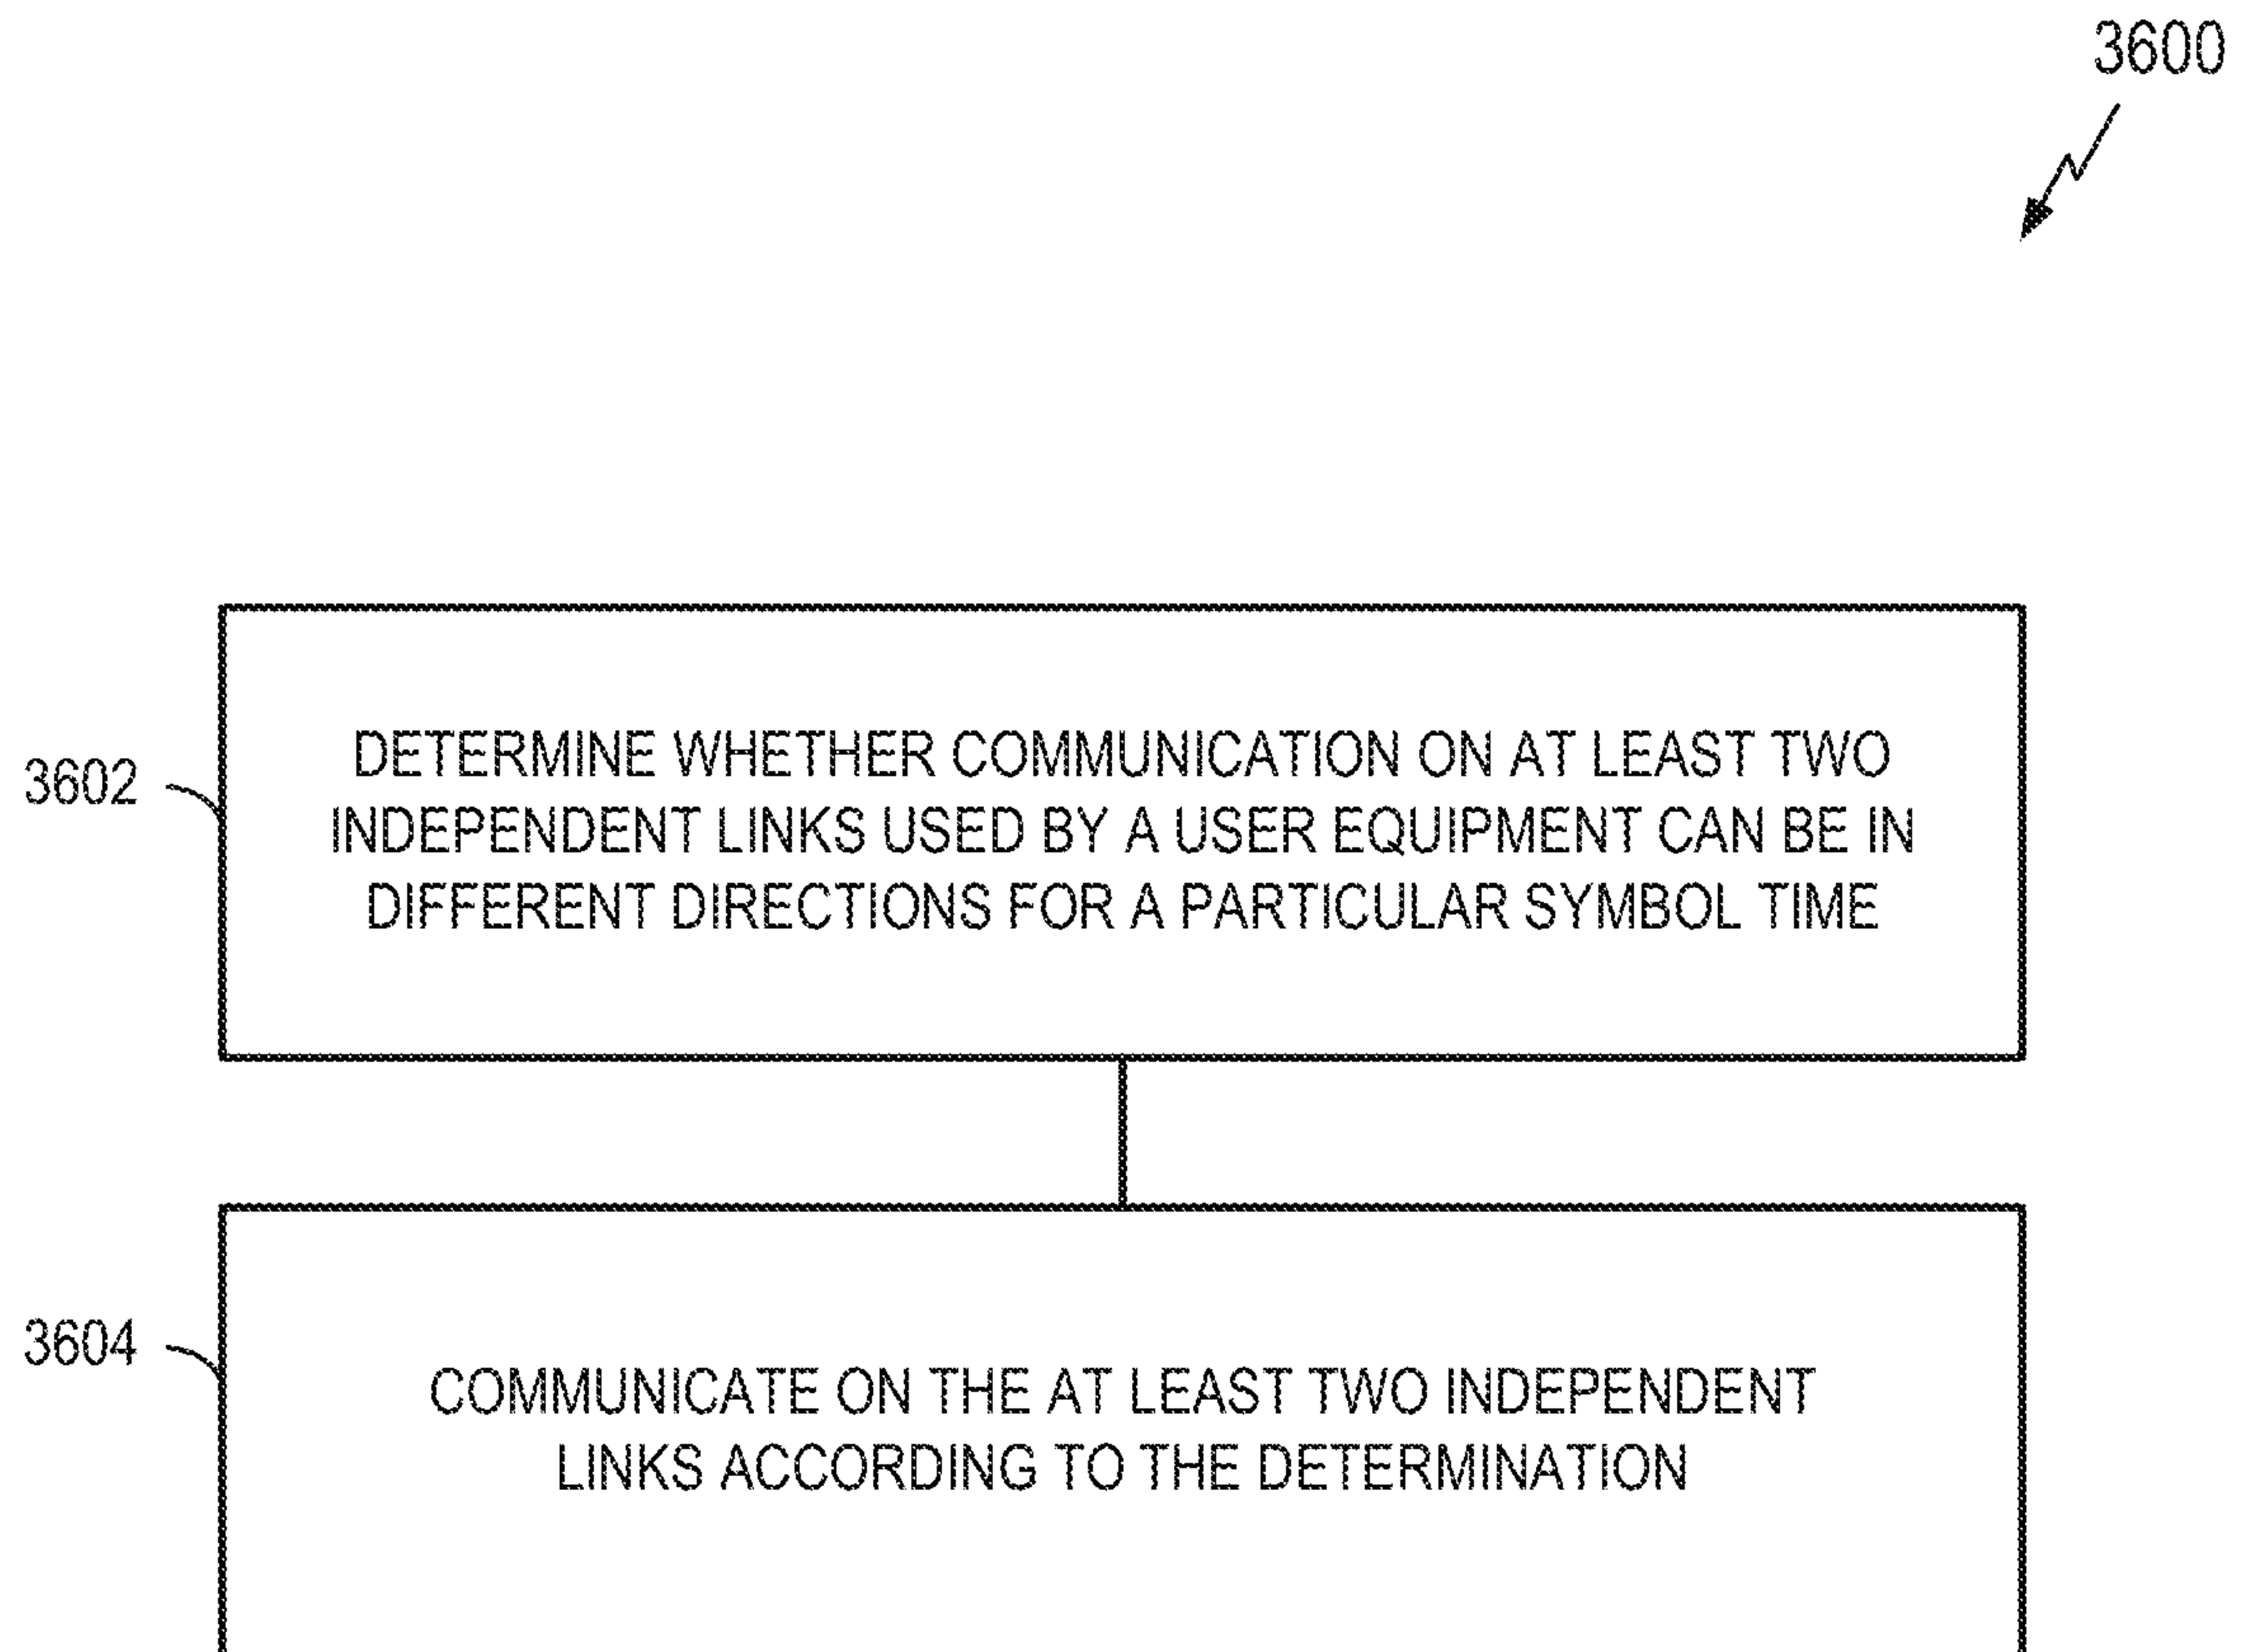 3600
3602
DETERMINE WHETHER COMMUNICATION ON AT LEAST TWO
INDEPENDENT LINKS USED BY A USER EQUIPMENT CAN BE IN
DIFFERENT DIRECTIONS FOR A PARTICULAR SYMBOL TIME
3604
COMMUNICATE ON THE AT LEAST TWO INDEPENDENT
LINKS ACCORDING TO THE DETERMINATION